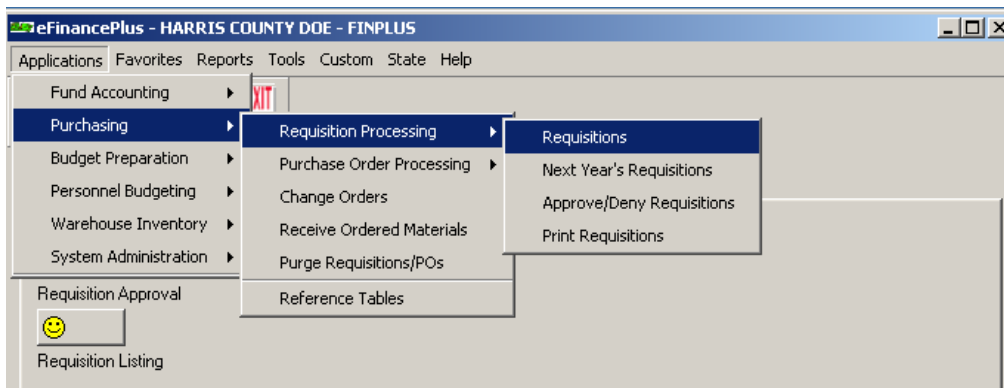 eFinancePlus - HARRIS COUNTY DOE - FINPLUS
Applications Favorites Reports Tools Custom State Help
Fund Accounting
EXIT
Purchasing
Budget Preparation
Personnel Budgeting
Warehouse Inventory
System Administration
Requisition Processing
Purchase Order Processing
Change Orders
Receive Ordered Materials
Purge Requisitions/POs
Reference Tables
Requisitions
Next Year's Requisitions
Approve/Deny Requisitions
Print Requisitions
Requisition Approval
Requisition Listing